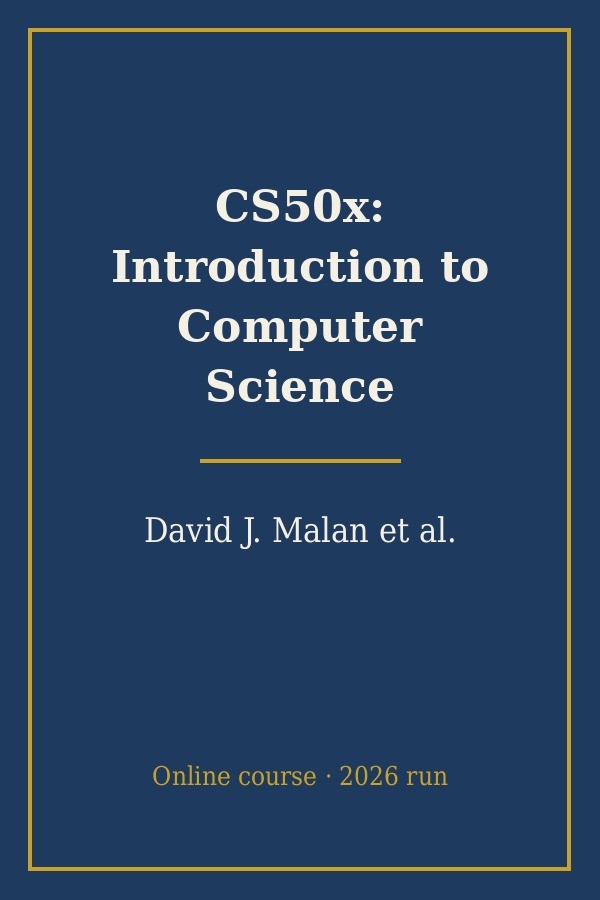 CS50x:
Introduction to
Computer
Science
David J. Malan et al.
Online course · 2026 run